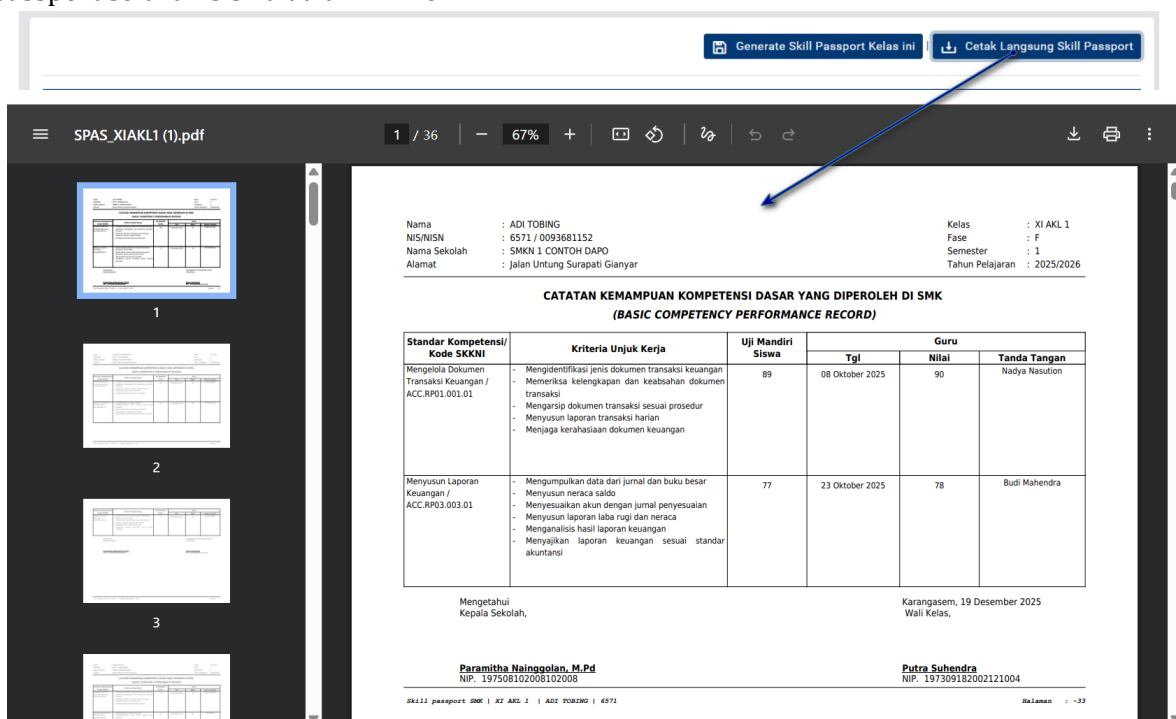 Generate Skill Passport Kelas ini | Cetak Langsung Skill Passport
SPAS_XIAKL1 (1).pdf 1 / 36 67%
1
2
3
Nama : ADI TOBING Kelas : XI AKL 1
NIS/NISN : 6571 / 0093681152 Fase : F
Nama Sekolah : SMKN 1 CONTOH DAPO Semester : 1
Alamat : Jalan Untung Surapati Gianyar Tahun Pelajaran : 2025/2026
CATATAN KEMAMPUAN KOMPETENSI DASAR YANG DIPEROLEH DI SMK
(BASIC COMPETENCY PERFORMANCE RECORD)
Standar Kompetensi/ Kode SKKNI Kriteria Unjuk Kerja Uji Mandiri Siswa Guru
Tgl Nilai Tanda Tangan
Mengelola Dokumen
Transaksi Keuangan /
ACC.RP01.001.01
- Mengidentifikasi jenis dokumen transaksi keuangan
- Memeriksa kelengkapan dan keabsahan dokumen
transaksi
- Mengarsip dokumen transaksi sesuai prosedur
- Menyusun laporan transaksi harian
- Menjaga kerahasiaan dokumen keuangan
89 08 Oktober 2025 90 Nadya Nasution
Menyusun Laporan
Keuangan /
ACC.RP03.003.01
- Mengumpulkan data dari jurnal dan buku besar
- Menyusun neraca saldo
- Menyesuaikan akun dengan jurnal penyesuaian
- Menyusun laporan laba rugi dan neraca
- Menganalisis hasil laporan keuangan
- Menyajikan laporan keuangan sesuai standar
akuntansi
77 23 Oktober 2025 78 Budi Mahendra
Mengetahui Karangasem, 19 Desember 2025
Kepala Sekolah, Wali Kelas,
Paramitha Nainggolan, M.Pd Putra Suhendra
NIP. 197508102008102008 NIP. 197309182002121004
Skill passport SMK | XI AKL 1 | ADI TOBING | 6571 Halaman : -33